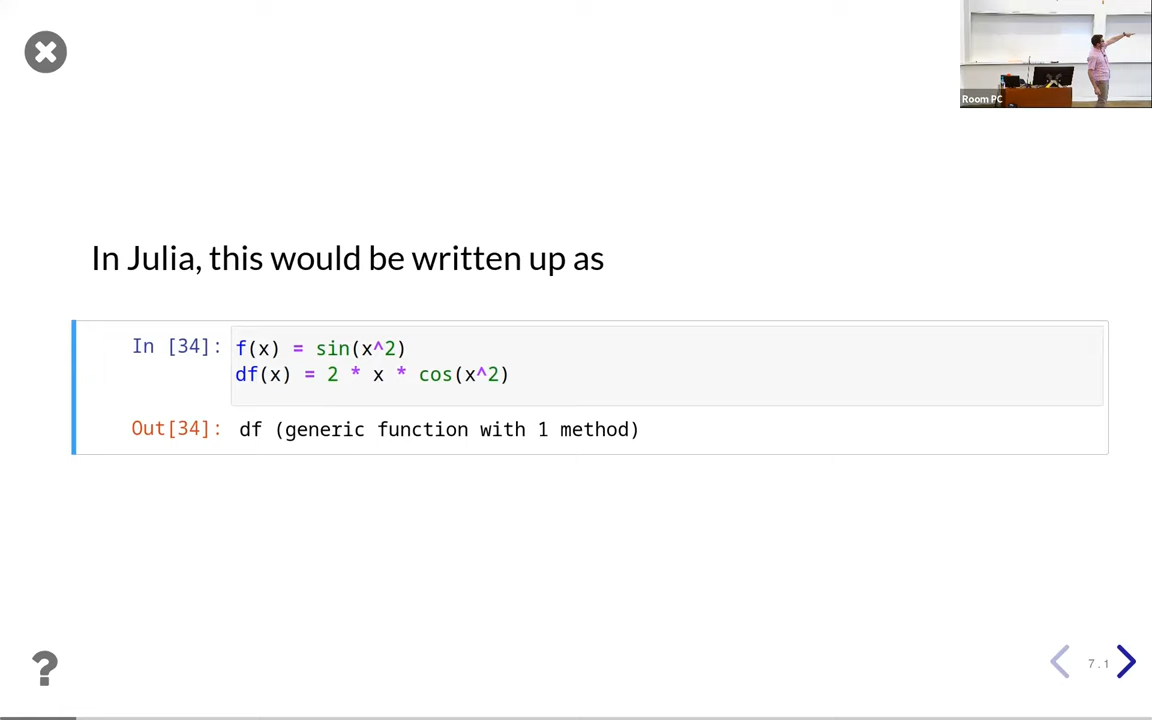 Room PC
In Julia, this would be written up as
In [34]: f(x) = sin(x^2)
df(x) = 2 * x * cos(x^2)
Out[34]: df (generic function with 1 method)
?
7.1